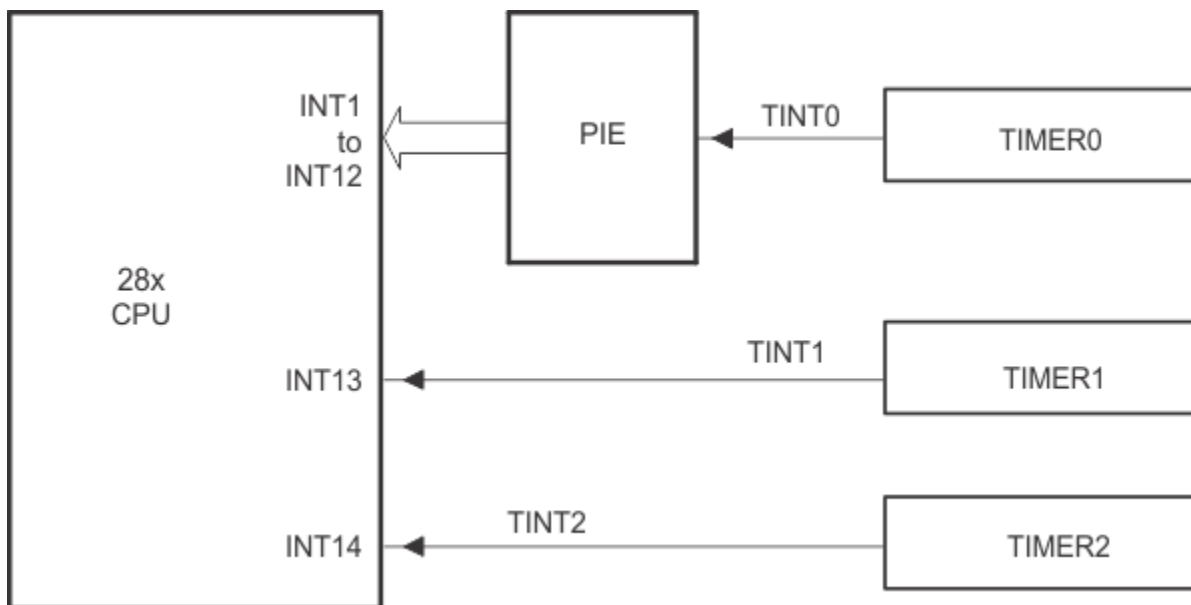 INT1
to
INT12
PIE
TINT0
TIMER0
28x
CPU
INT13
TINT1
TIMER1
INT14
TINT2
TIMER2